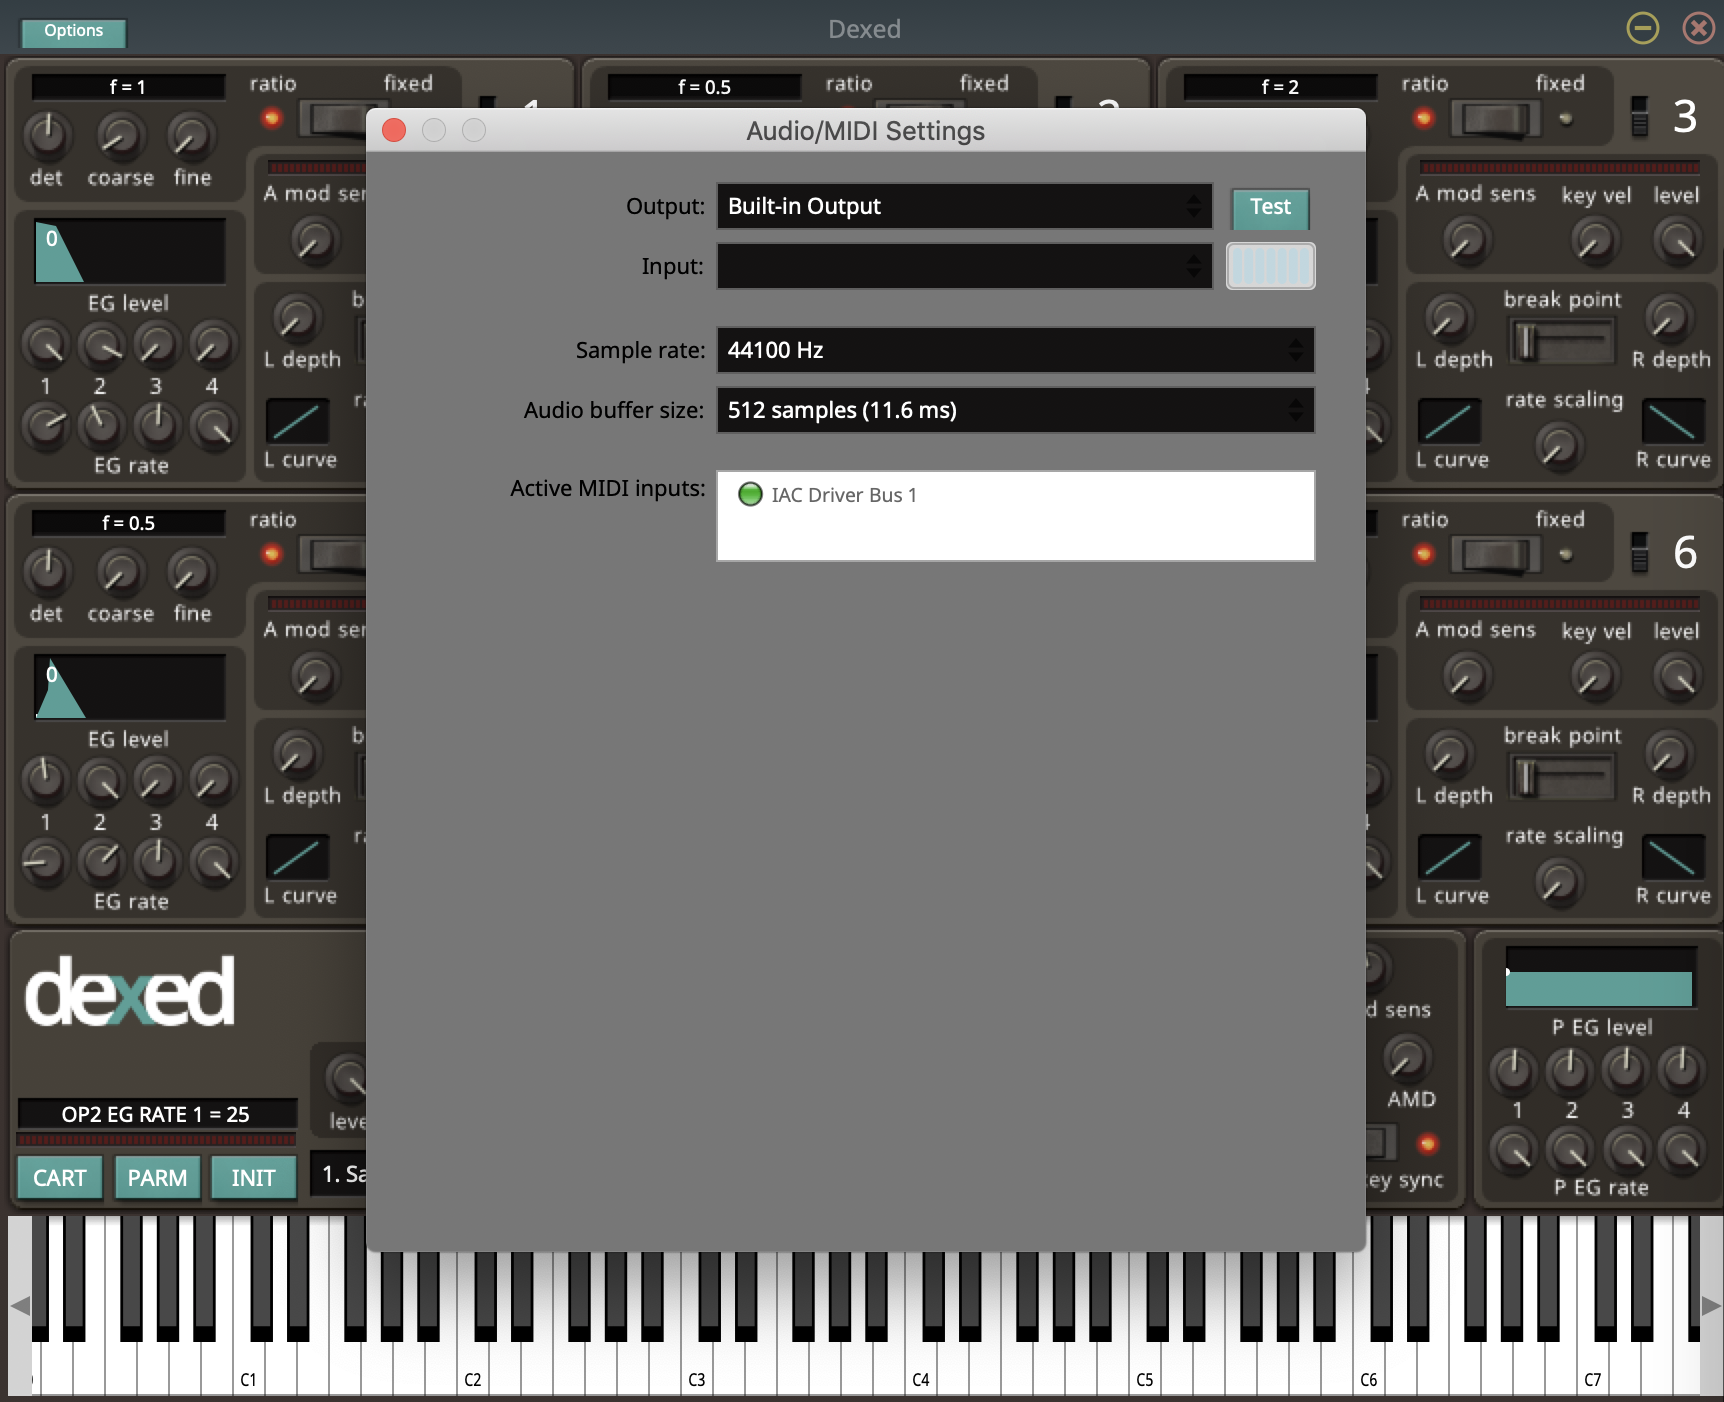 Options
Dexed
f = 1
ratio
fixed
f = 0.5
ratio
fixed
f = 2
ratio
fixed
3
det
coarse
fine
A mod
0
EG level
1
2
3
4
EG rate
L depth
L curve
A mod sens
key vel
level
break point
L depth
R depth
rate scaling
L curve
R curve
Audio/MIDI Settings
Output:
Built-in Output
Test
Input:
Sample rate:
44100 Hz
Audio buffer size:
512 samples (11.6 ms)
Active MIDI inputs:
IAC Driver Bus 1
f = 0.5
ratio
det
coarse
fine
A mod
0
EG level
1
2
3
4
EG rate
L depth
L curve
ratio
fixed
6
A mod sens
key vel
level
break point
L depth
R depth
rate scaling
L curve
R curve
dexed
OP2 EG RATE 1 = 25
CART
PARM
INIT
1.
sens
AMD
sync
P EG level
1
2
3
4
P EG rate
C1
C2
C3
C4
C5
C6
C7